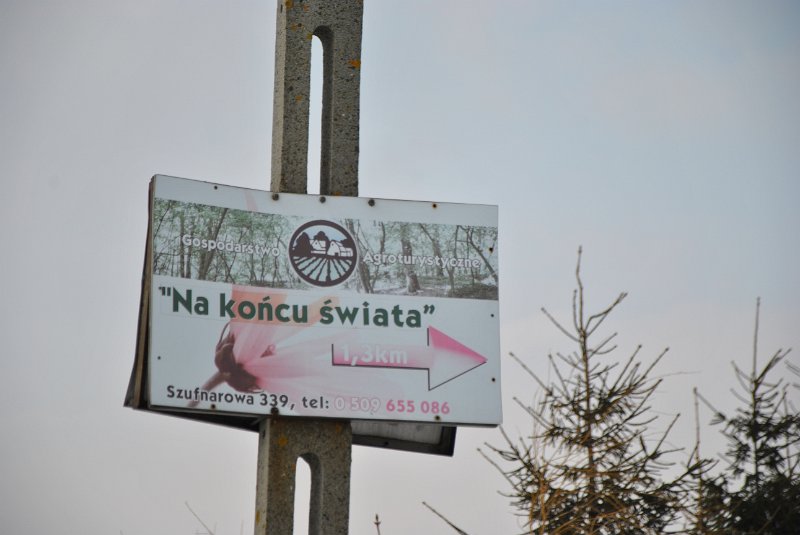 Gospodarstwo Agroturystyczne
"Na końcu świata"
1,3km
Szufnarowa 339, tel: 0 509 655 086